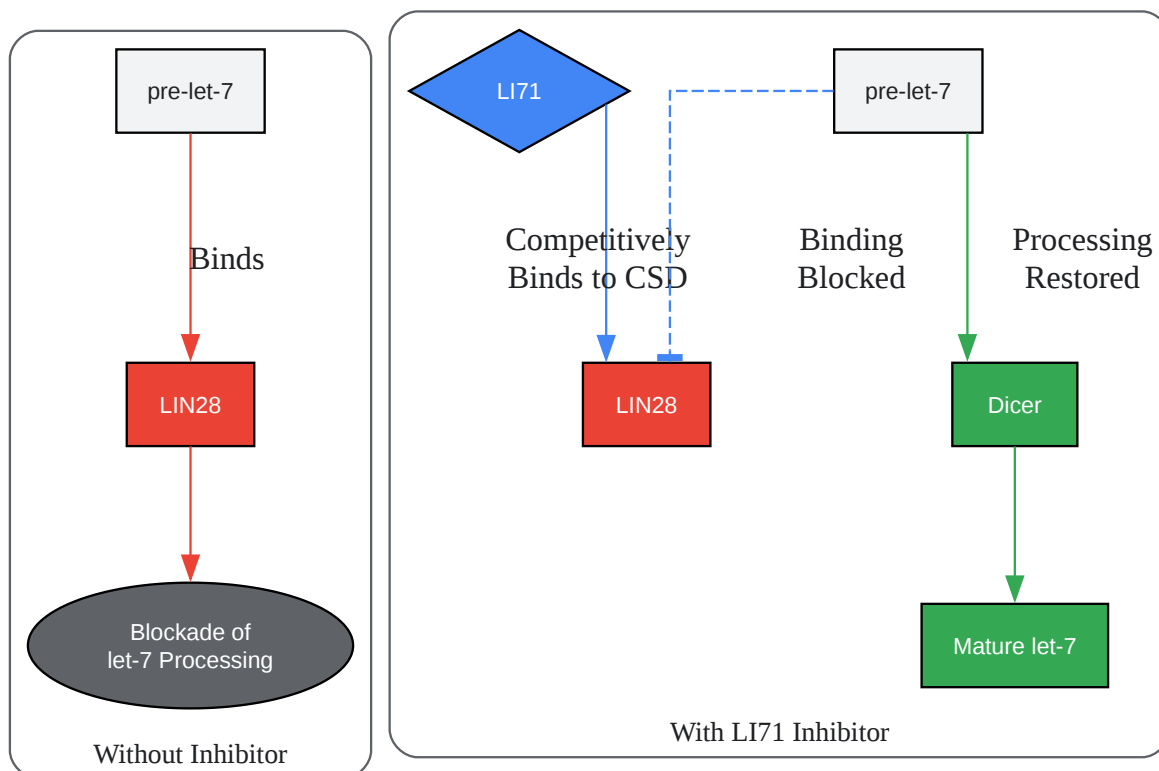 pre-let-7
Binds
LIN28
Blockade of
let-7 Processing
Without Inhibitor
LI71
pre-let-7
Competitively
Binds to CSD
Binding
Blocked
Processing
Restored
LIN28
Dicer
Mature let-7
With LI71 Inhibitor